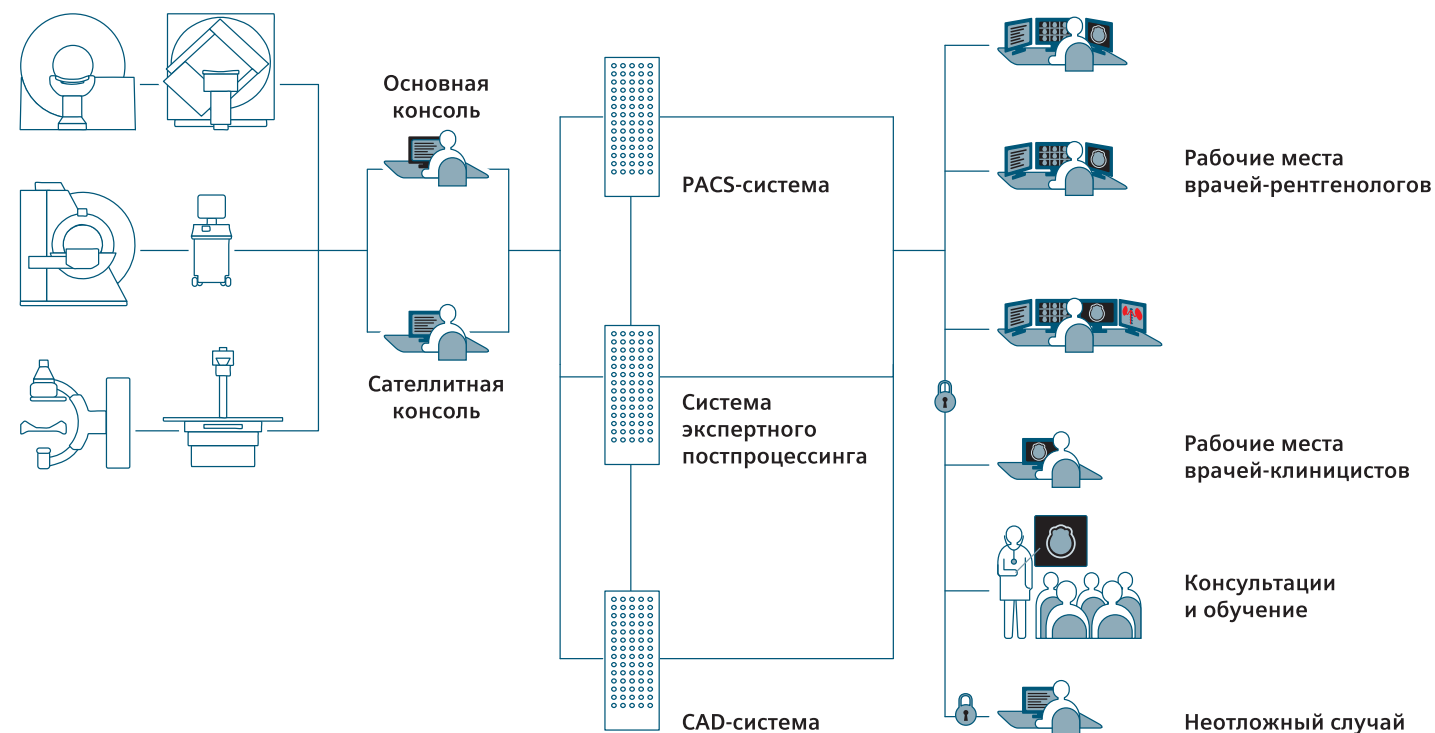 Основная
консоль
Сателлитная
консоль
PACS-система
Система
экспертного
постпроцессинга
CAD-система
Рабочие места
врачей-рентгенологов
Рабочие места
врачей-клиницистов
Консультации
и обучение
Неотложный случай